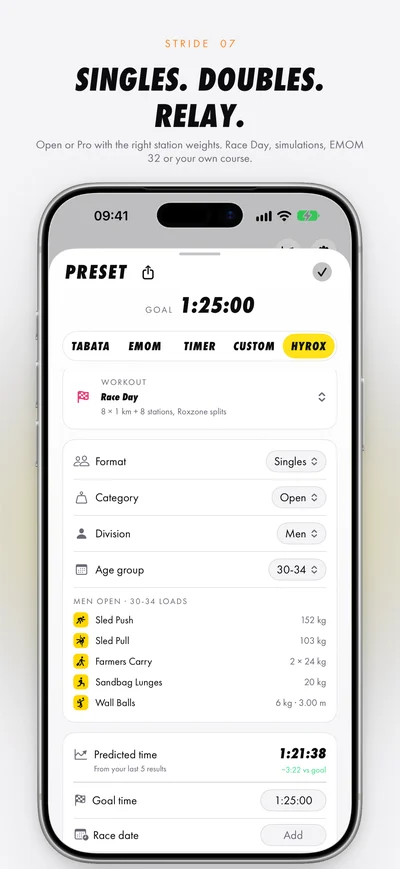 STRIDE 07
SINGLES. DOUBLES.
RELAY.
Open or Pro with the right station weights. Race Day, simulations, EMOM
32 or your own course.
09:41
PRESET
GOAL 1:25:00
TABATA EMOM TIMER CUSTOM HYROX
WORKOUT
Race Day
8 × 1 km + 8 stations, Roxzone splits
Format Singles
Category Open
Division Men
Age group 30-34
MEN OPEN · 30-34 LOADS
Sled Push 152 kg
Sled Pull 103 kg
Farmers Carry 2 × 24 kg
Sandbag Lunges 20 kg
Wall Balls 6 kg · 3.00 m
Predicted time 1:21:38
From your last 5 results −3:22 vs goal
Goal time 1:25:00
Race date Add